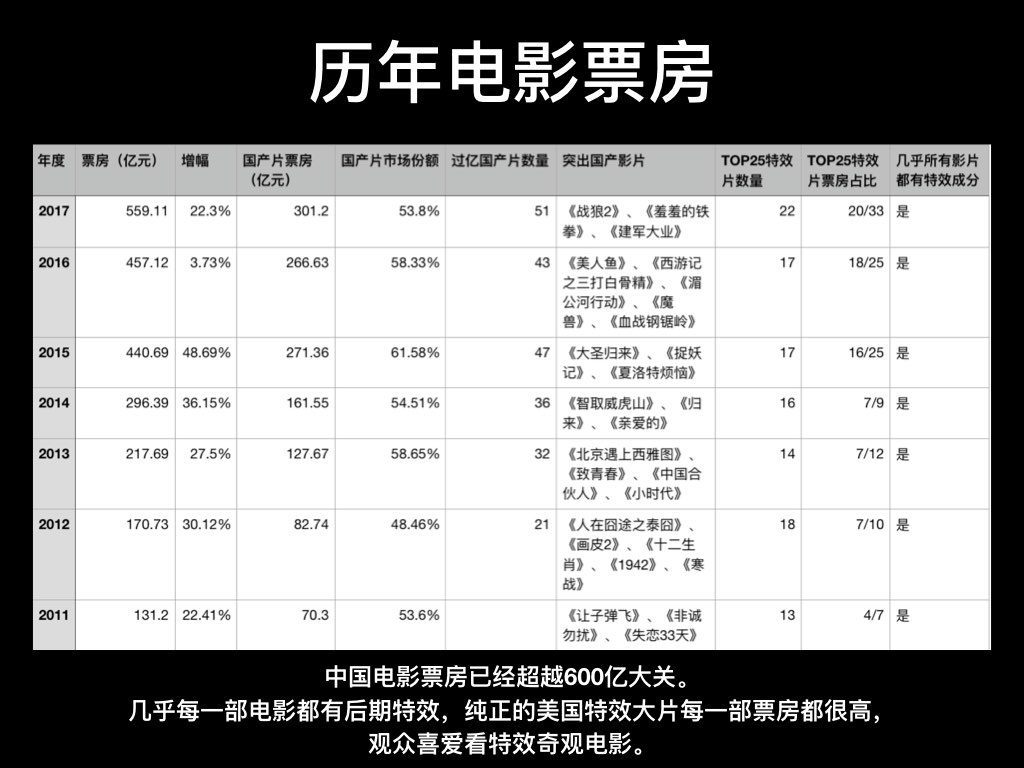 历年电影票房
年度 票房（亿元） 增幅 国产片票房 国产片市场份额 过亿国产片数量 突出国产影片 TOP25特效 TOP25特效 几乎所有影片
（亿元） 片数量 片票房占比 都有特效成分
2017 559.11 22.3% 301.2 53.8% 51 《战狼2》、《羞羞的铁 22 20/33 是
拳》、《建军大业》
2016 457.12 3.73% 266.63 58.33% 43 《美人鱼》、《西游记 17 18/25 是
之三打白骨精》、《湄
公河行动》、《魔
兽》、《血战钢锯岭》
2015 440.69 48.69% 271.36 61.58% 47 《大圣归来》、《捉妖 17 16/25 是
记》、《夏洛特烦恼》
2014 296.39 36.15% 161.55 54.51% 36 《智取威虎山》、《归 16 7/9 是
来》、《亲爱的》
2013 217.69 27.5% 127.67 58.65% 32 《北京遇上西雅图》、 14 7/12 是
《致青春》、《中国合
伙人》、《小时代》
2012 170.73 30.12% 82.74 48.46% 21 《人在囧途之泰囧》、 18 7/10 是
《画皮2》、《十二生
肖》、《1942》、《寒
战》
2011 131.2 22.41% 70.3 53.6% 《让子弹飞》、《非诚 13 4/7 是
勿扰》、《失恋33天》
中国电影票房已经超越600亿大关。
几乎每一部电影都有后期特效，纯正的美国特效大片每一部票房都很高，
观众喜爱看特效奇观电影。